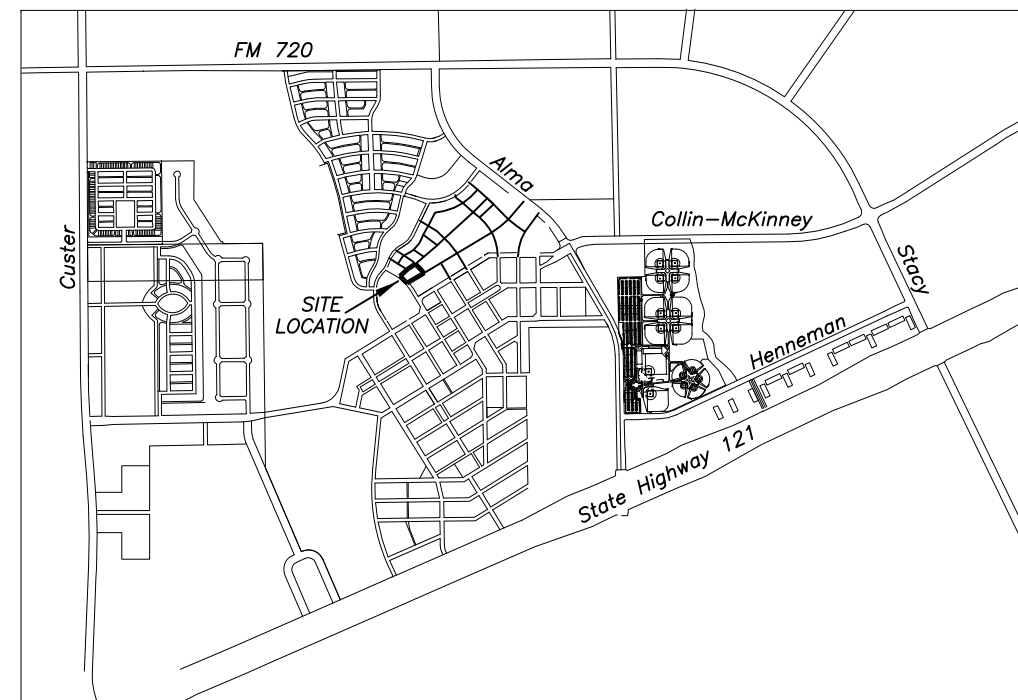 FM 720
Alma
Collin-McKinney
Custer
Stacy
SITE
LOCATION
Henneman
State Highway 121